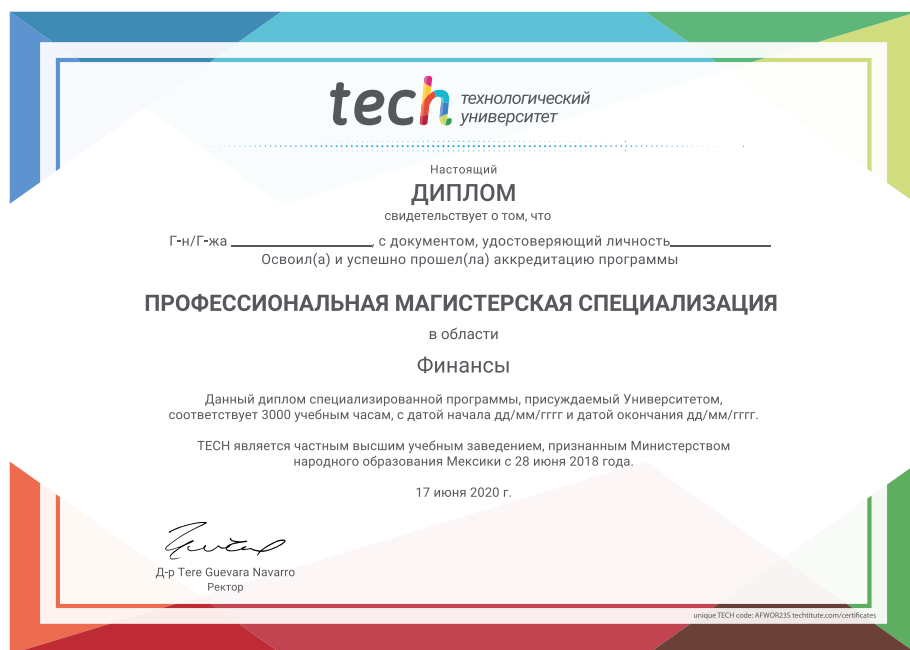 tech технологический
университет
Настоящий
ДИПЛОМ
свидетельствует о том, что
Г-н/Г-жа ____________________, с документом, удостоверяющий личность______________
Освоил(а) и успешно прошел(ла) аккредитацию программы
ПРОФЕССИОНАЛЬНАЯ МАГИСТЕРСКАЯ СПЕЦИАЛИЗАЦИЯ
в области
Финансы
Данный диплом специализированной программы, присуждаемый Университетом,
соответствует 3000 учебным часам, с датой начала дд/мм/гггг и датой окончания дд/мм/гггг.
TECH является частным высшим учебным заведением, признанным Министерством
народного образования Мексики с 28 июня 2018 года.
17 июня 2020 г.
Д-р Tere Guevara Navarro
Ректор
unique TECH code: AFWOR23S techtitute.com/certificates